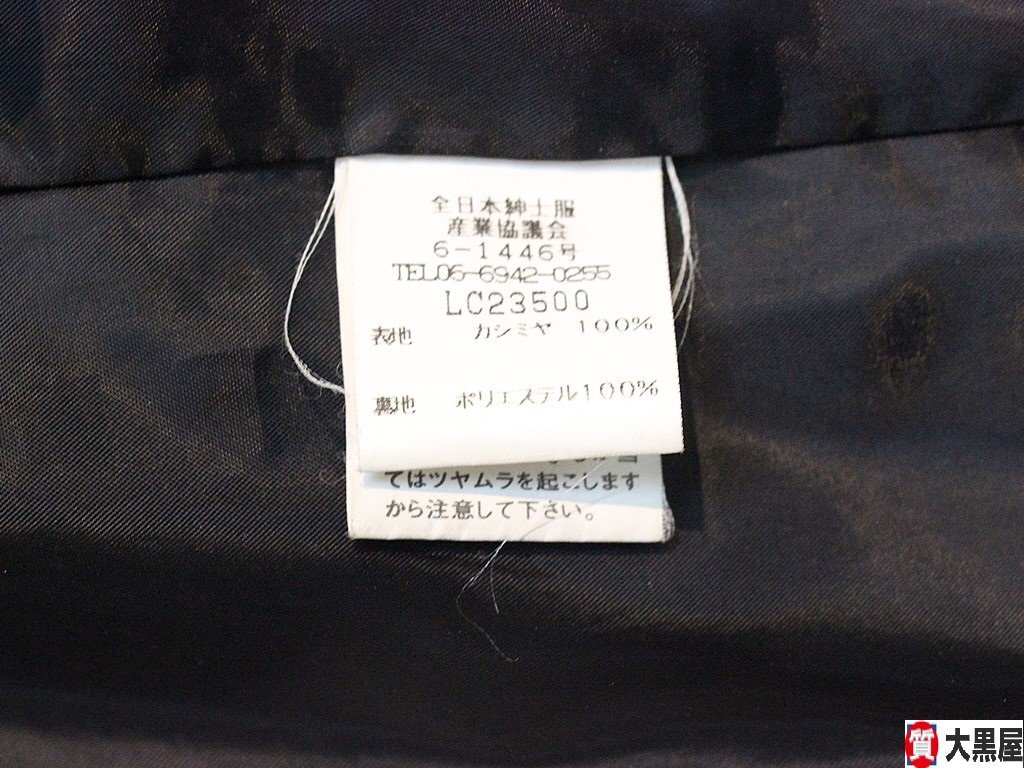 全日本紳士服
産業協議会
6-1446号
TEL06-6942-0255
LC23500
表地 カシミヤ 100%
裏地 ポリエステル100%
てはツヤムラを起こします
から注意して下さい。
質 大黒屋